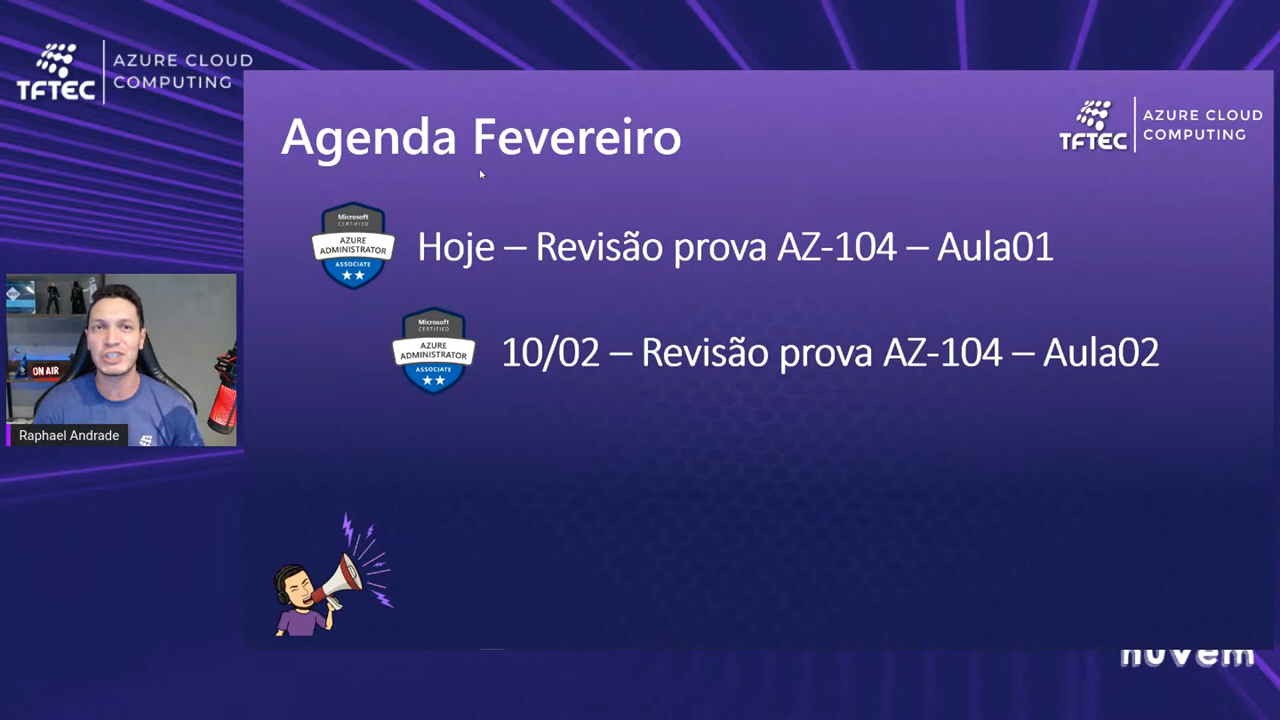 TFTEC
AZURE CLOUD
COMPUTING
Agenda Fevereiro
TFTEC
AZURE CLOUD
COMPUTING
Microsoft
CERTIFIED
AZURE
ADMINISTRATOR
ASSOCIATE
Hoje – Revisão prova AZ-104 – Aula01
Microsoft
CERTIFIED
AZURE
ADMINISTRATOR
ASSOCIATE
10/02 – Revisão prova AZ-104 – Aula02
ON AIR
Raphael Andrade
nuvem